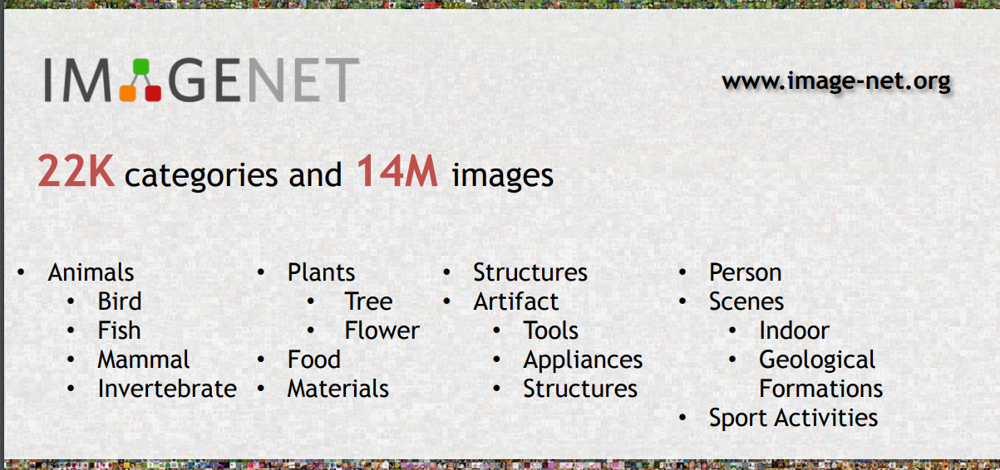 IMAGENET
www.image-net.org
22K categories and 14M images
• Animals
• Bird
• Fish
• Mammal
• Invertebrate
• Plants
• Tree
• Flower
• Food
• Materials
• Structures
• Artifact
• Tools
• Appliances
• Structures
• Person
• Scenes
• Indoor
• Geological
Formations
• Sport Activities